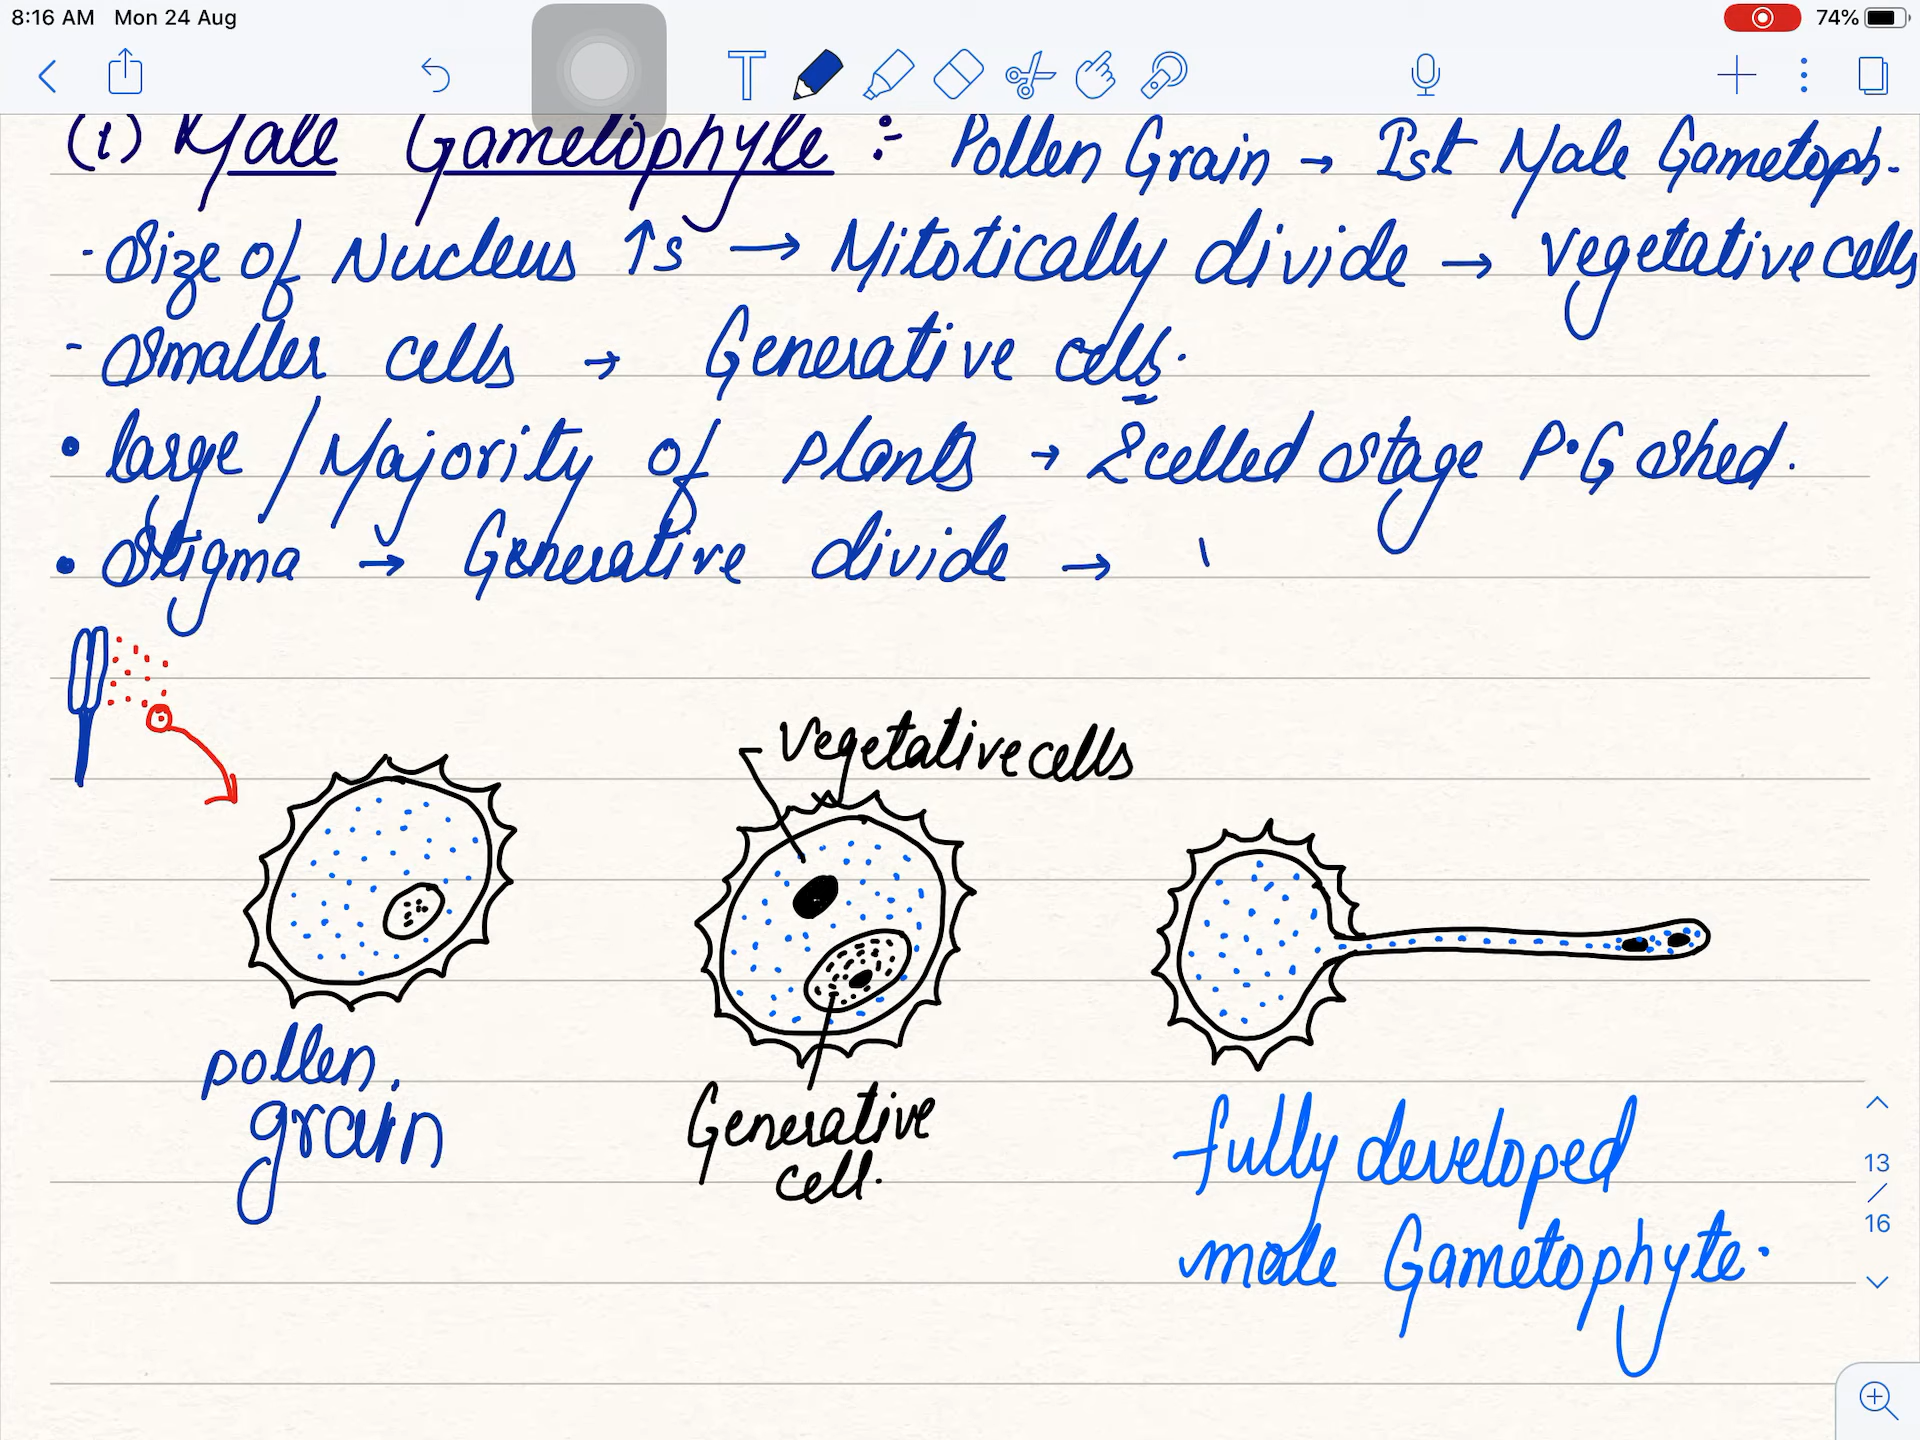 8:16 AM Mon 24 Aug
74%
(i) Male Gametophyte :- Pollen Grain → Ist Male Gametoph-
- Size of Nucleus ↑s → Mitotically divide → vegetative cells
- Smaller cells → Generative cells.
• large / Majority of plants → 2 celled stage P.G shed.
• Stigma → Generative divide →
vegetative cells
pollen
grain
Generative
cell.
fully developed
male Gametophyte.
13
/
16